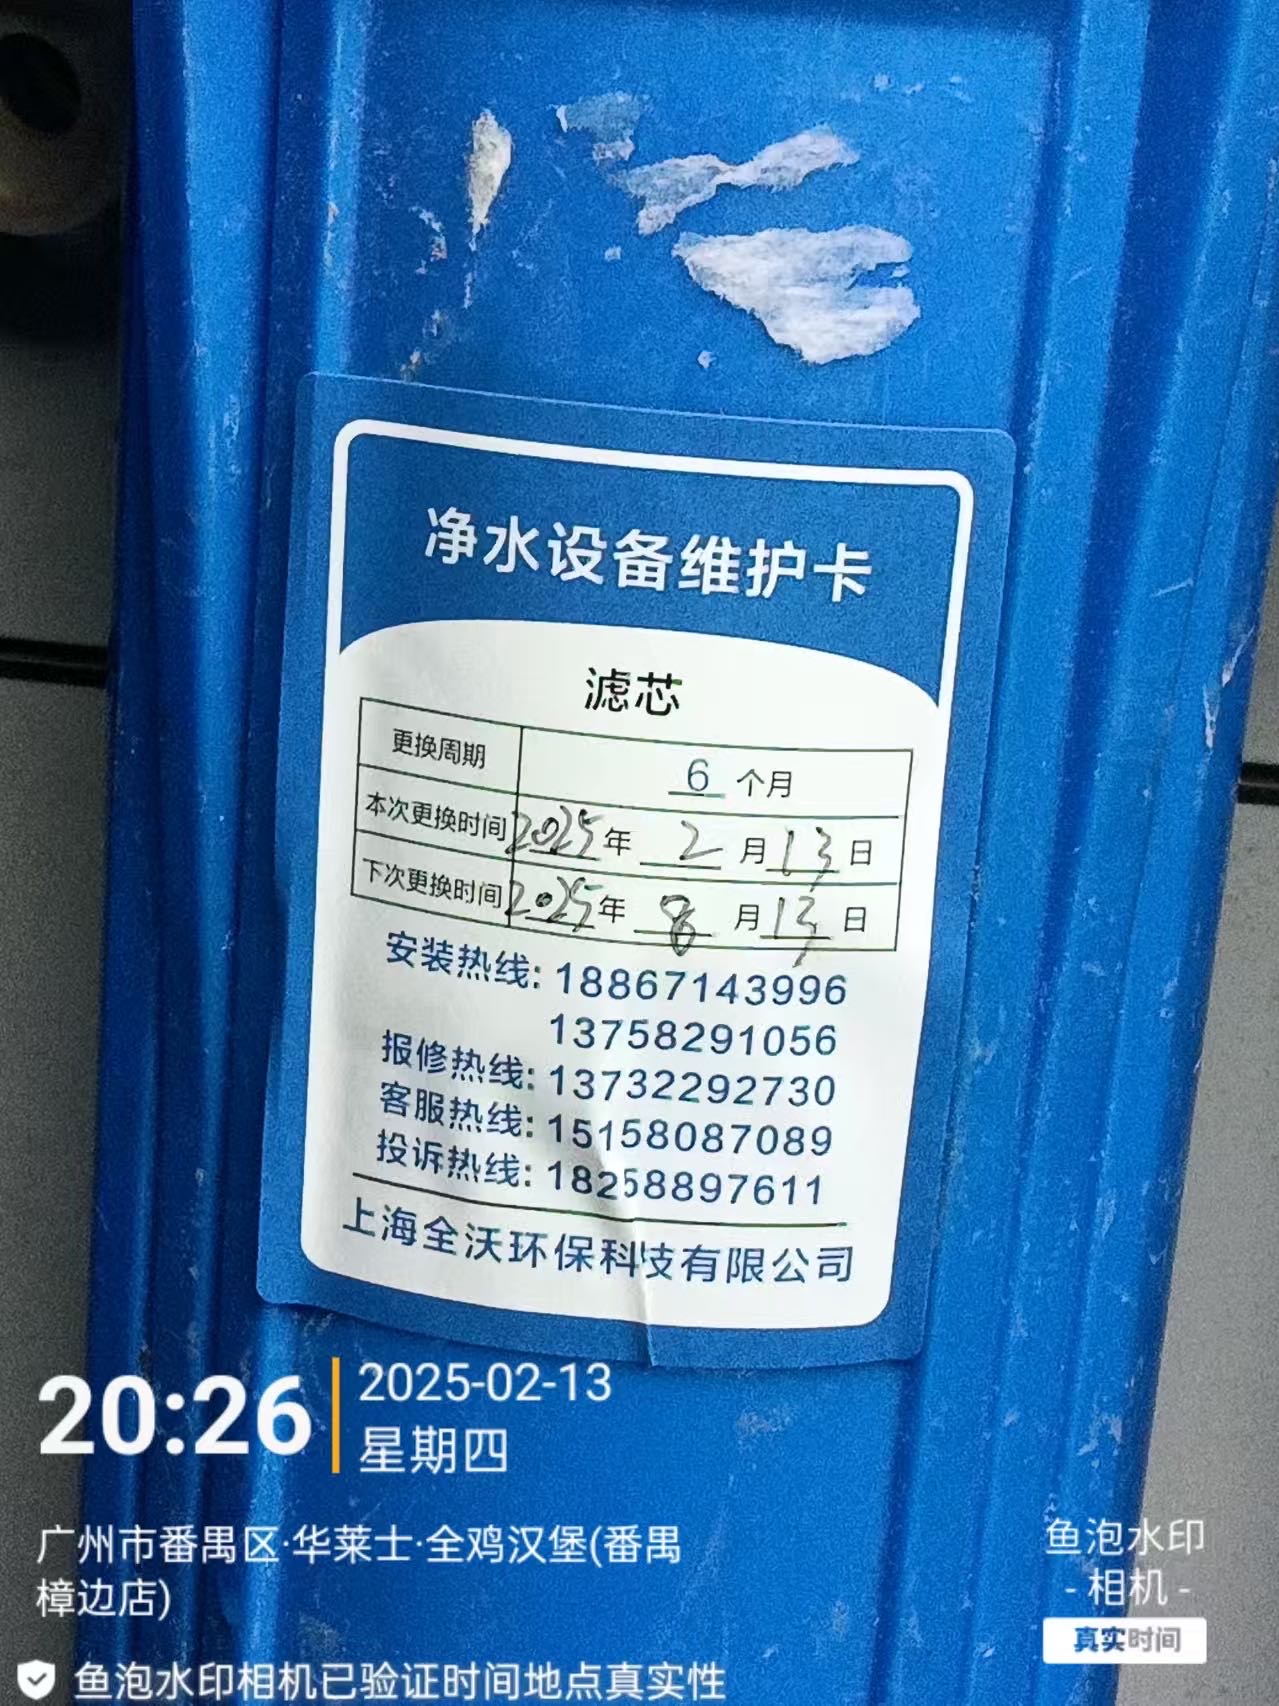 净水设备维护卡
滤芯
更换周期 6 个月
本次更换时间 2025年 2 月 13 日
下次更换时间 2025年 8 月 13 日
安装热线: 18867143996
13758291056
报修热线: 13732292730
客服热线: 15158087089
投诉热线: 18258897611
上海全沃环保科技有限公司
20:26
2025-02-13
星期四
广州市番禺区·华莱士·全鸡汉堡(番禺
樟边店)
鱼泡水印
- 相机 -
真实时间
鱼泡水印相机已验证时间地点真实性